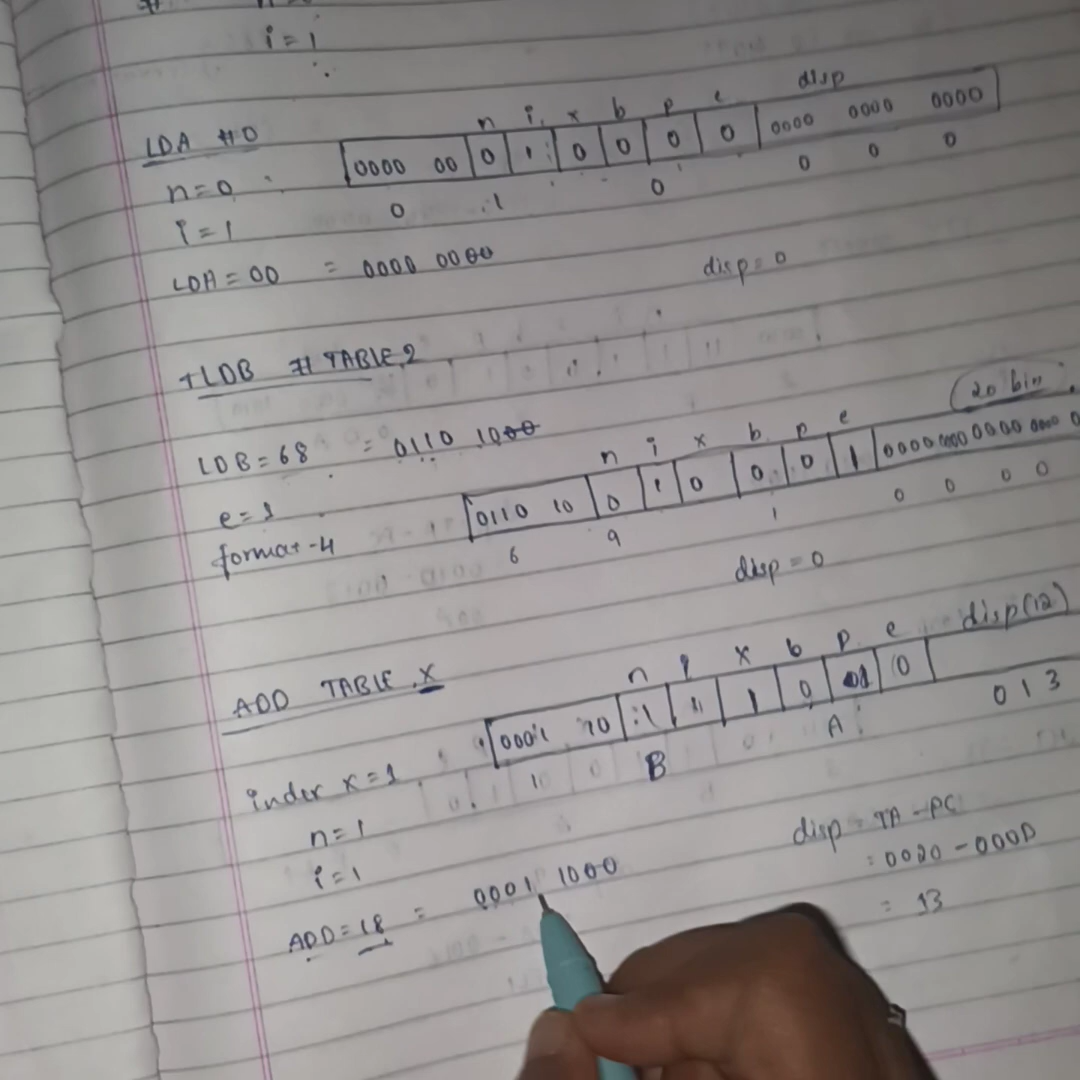 i = 1
disp
LDA #0
n i x b p e
0000 00 0 1 0 0 0 0 0000 0000 0000
n=0
0 1 0 0 0 0
i = 1
LDA = 00 = 0000 0000
disp = 0
+LDB # TABLE2
20 bin
LDB = 68 = 0110 1000
n i x b p e
0110 10 0 1 0 0 0 1 0000 0000 0000 0000 0
e = 1
6 9 1 0 0 0 0
format-4
disp = 0
ADD TABLE,X
n i x b p e disp(12)
0001 10 1 1 1 0 1 0
index x = 1
1 B A 0 1 3
n = 1
disp = TA - PC
i = 1
= 0020 - 000D
ADD = 18 = 0001 1000
= 13